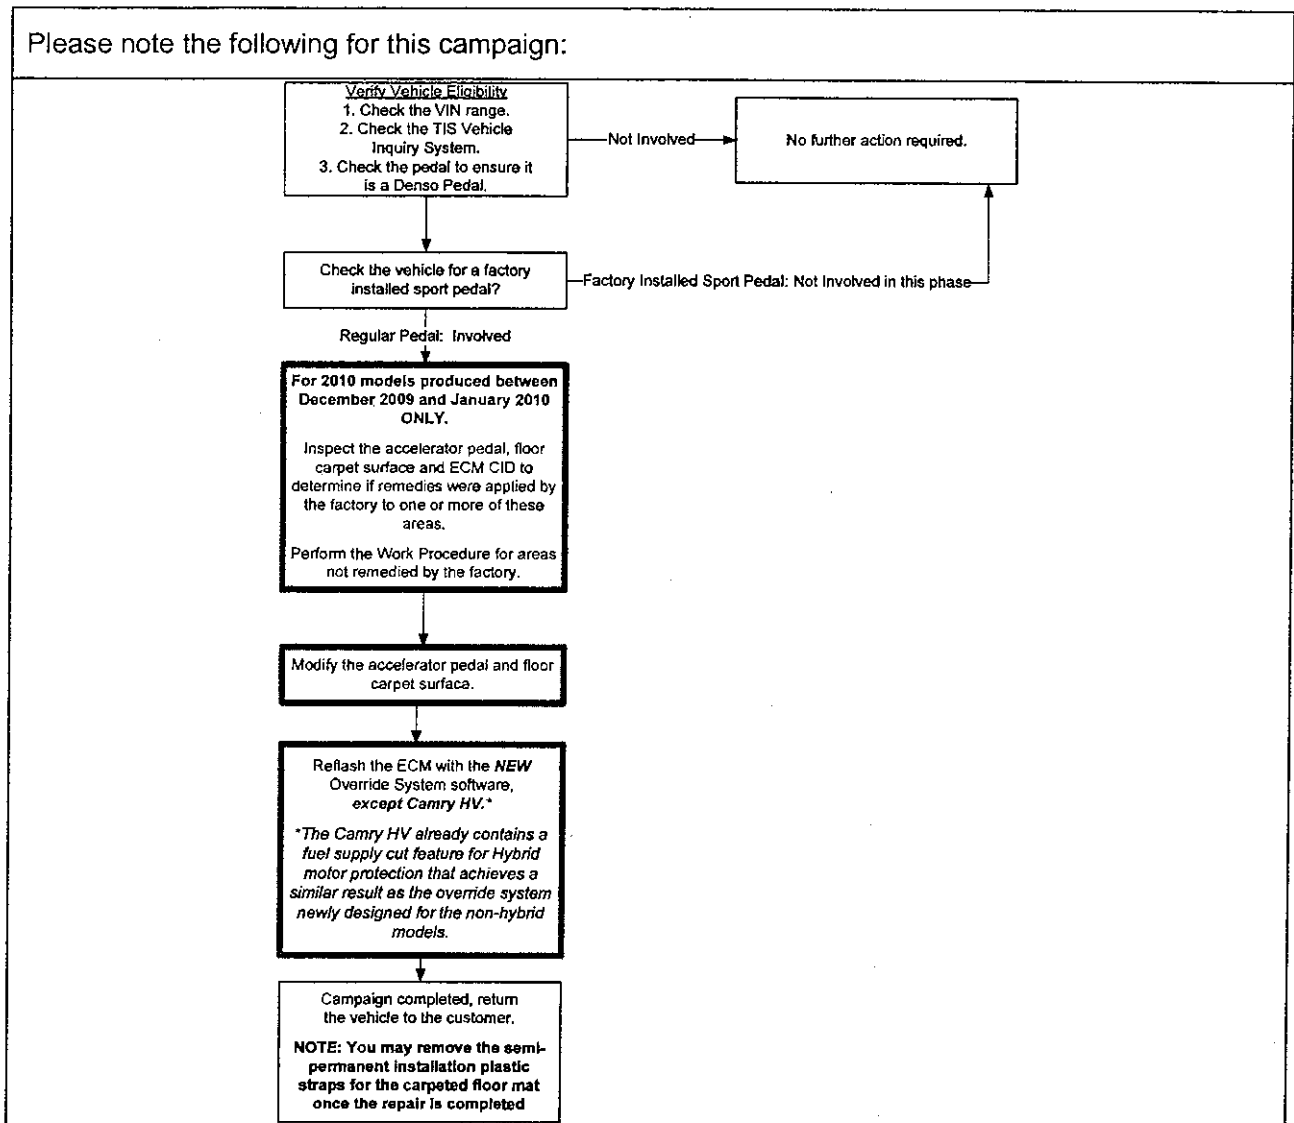 Please note the following for this campaign:
Verify Vehicle Eligibility
1. Check the VIN range.
2. Check the TIS Vehicle
Inquiry System.
3. Check the pedal to ensure it
is a Denso Pedal.
Not Involved
No further action required.
Check the vehicle for a factory
installed sport pedal?
Factory Installed Sport Pedal: Not Involved in this phase
Regular Pedal: Involved
For 2010 models produced between
December 2009 and January 2010
ONLY.
Inspect the accelerator pedal, floor
carpet surface and ECM CID to
determine if remedies were applied by
the factory to one or more of these
areas.
Perform the Work Procedure for areas
not remedied by the factory.
Modify the accelerator pedal and floor
carpet surface.
Reflash the ECM with the NEW
Override System software,
except Camry HV.*
*The Camry HV already contains a
fuel supply cut feature for Hybrid
motor protection that achieves a
similar result as the override system
newly designed for the non-hybrid
models.
Campaign completed, return
the vehicle to the customer.
NOTE: You may remove the semi-
permanent installation plastic
straps for the carpeted floor mat
once the repair is completed